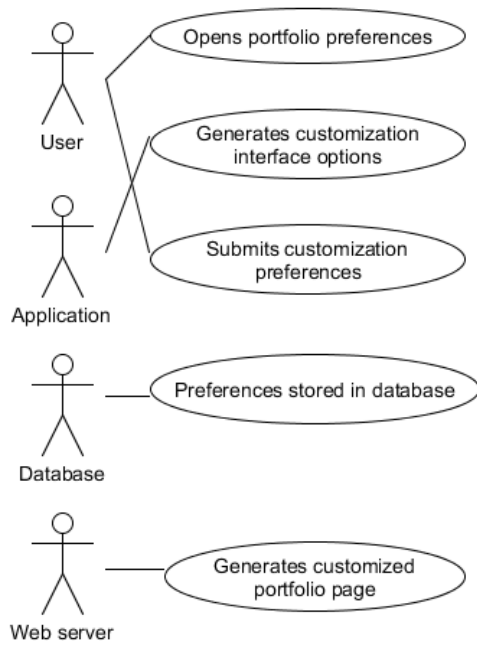 Opens portfolio preferences
User
Generates customization
interface options
Submits customization
preferences
Application
Preferences stored in database
Database
Generates customized
portfolio page
Web server